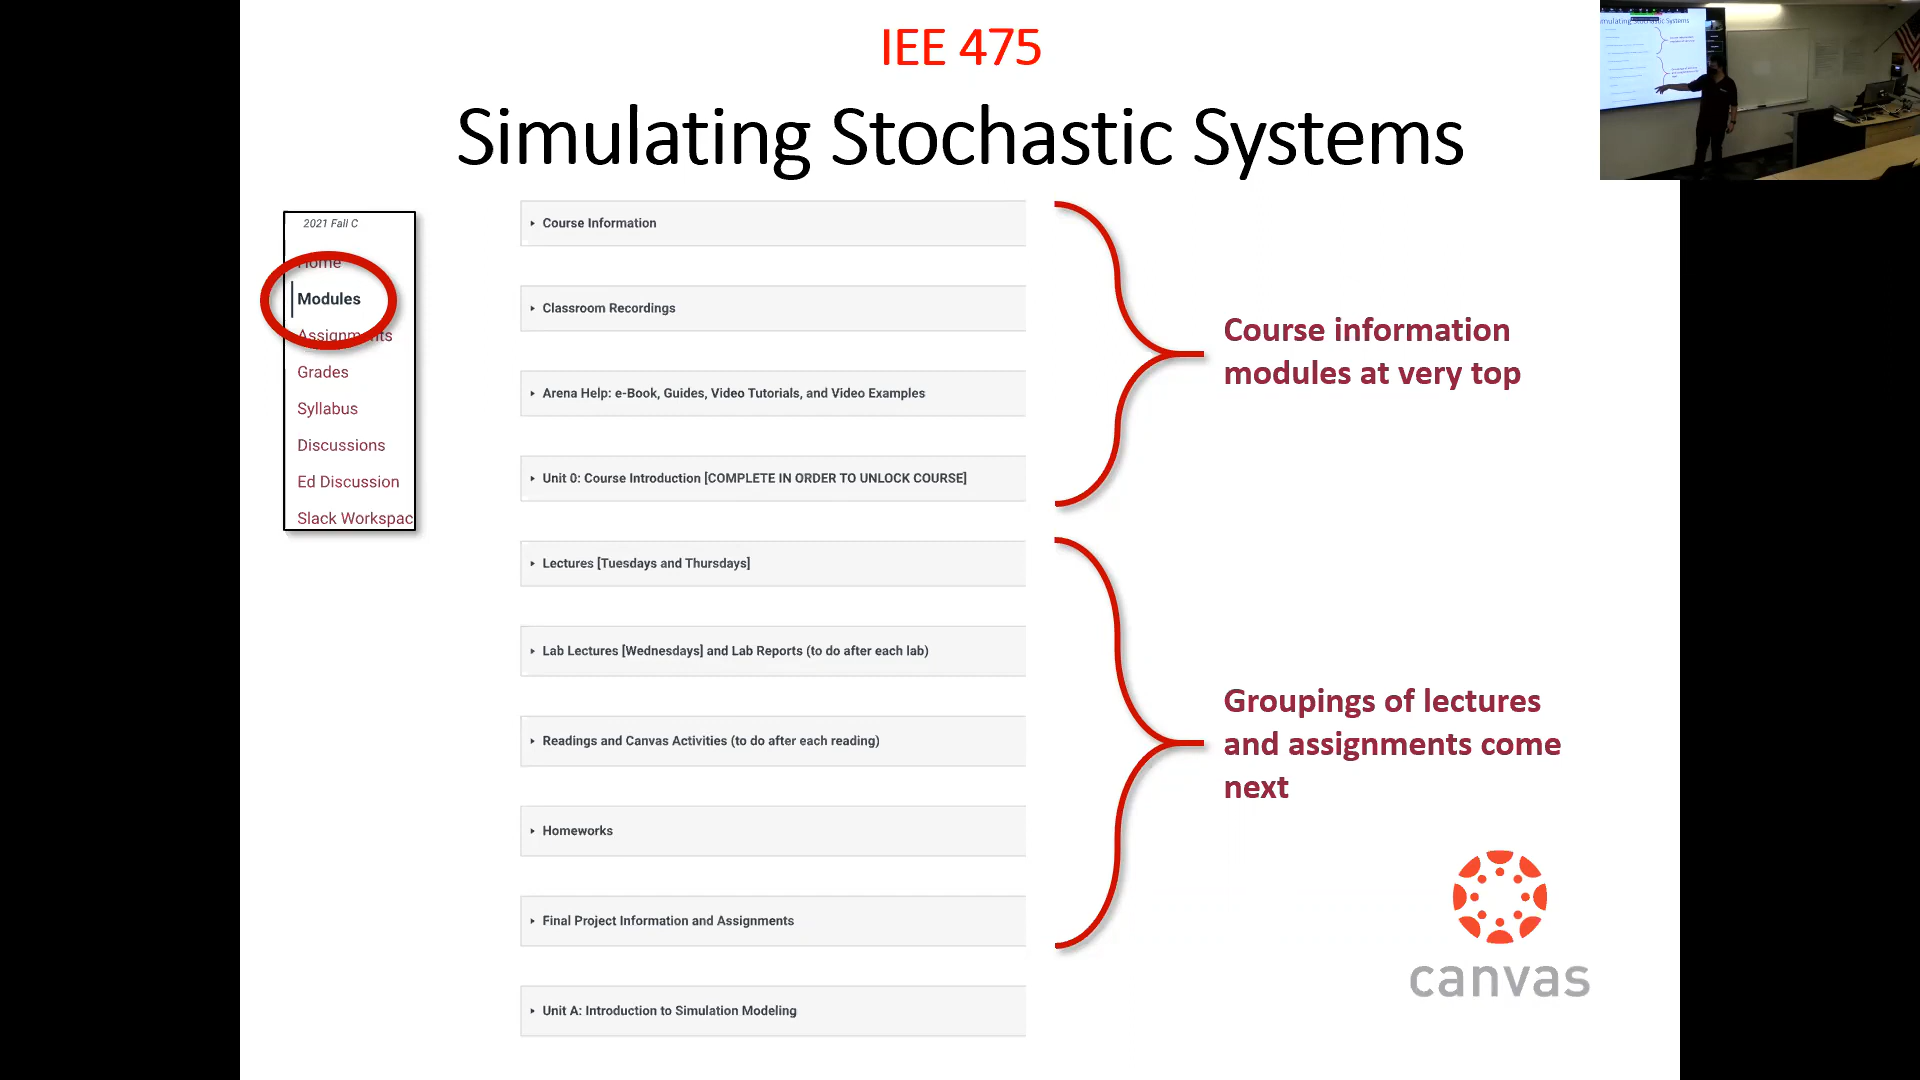 IEE 475
Simulating Stochastic Systems
2021 Fall C
Home
Modules
Assignments
Grades
Syllabus
Discussions
Ed Discussion
Slack Workspac
Course Information
Classroom Recordings
Arena Help: e-Book, Guides, Video Tutorials, and Video Examples
Unit 0: Course Introduction [COMPLETE IN ORDER TO UNLOCK COURSE]
Lectures [Tuesdays and Thursdays]
Lab Lectures [Wednesdays] and Lab Reports (to do after each lab)
Readings and Canvas Activities (to do after each reading)
Homeworks
Final Project Information and Assignments
Unit A: Introduction to Simulation Modeling
Course information
modules at very top
Groupings of lectures
and assignments come
next
canvas
Simulating Stochastic Systems